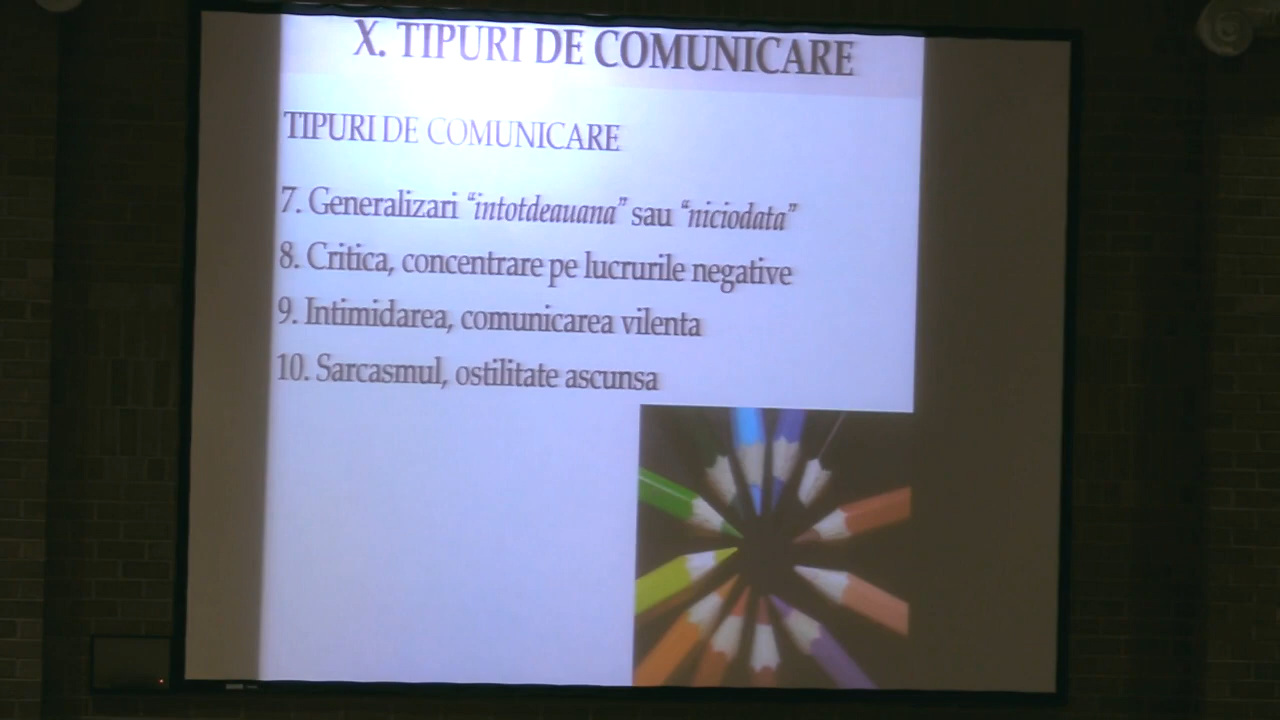 X. TIPURI DE COMUNICARE
TIPURI DE COMUNICARE
7. Generalizari “intotdeauana” sau “niciodata”
8. Critica, concentrare pe lucrurile negative
9. Intimidarea, comunicarea vilenta
10. Sarcasmul, ostilitate ascunsa